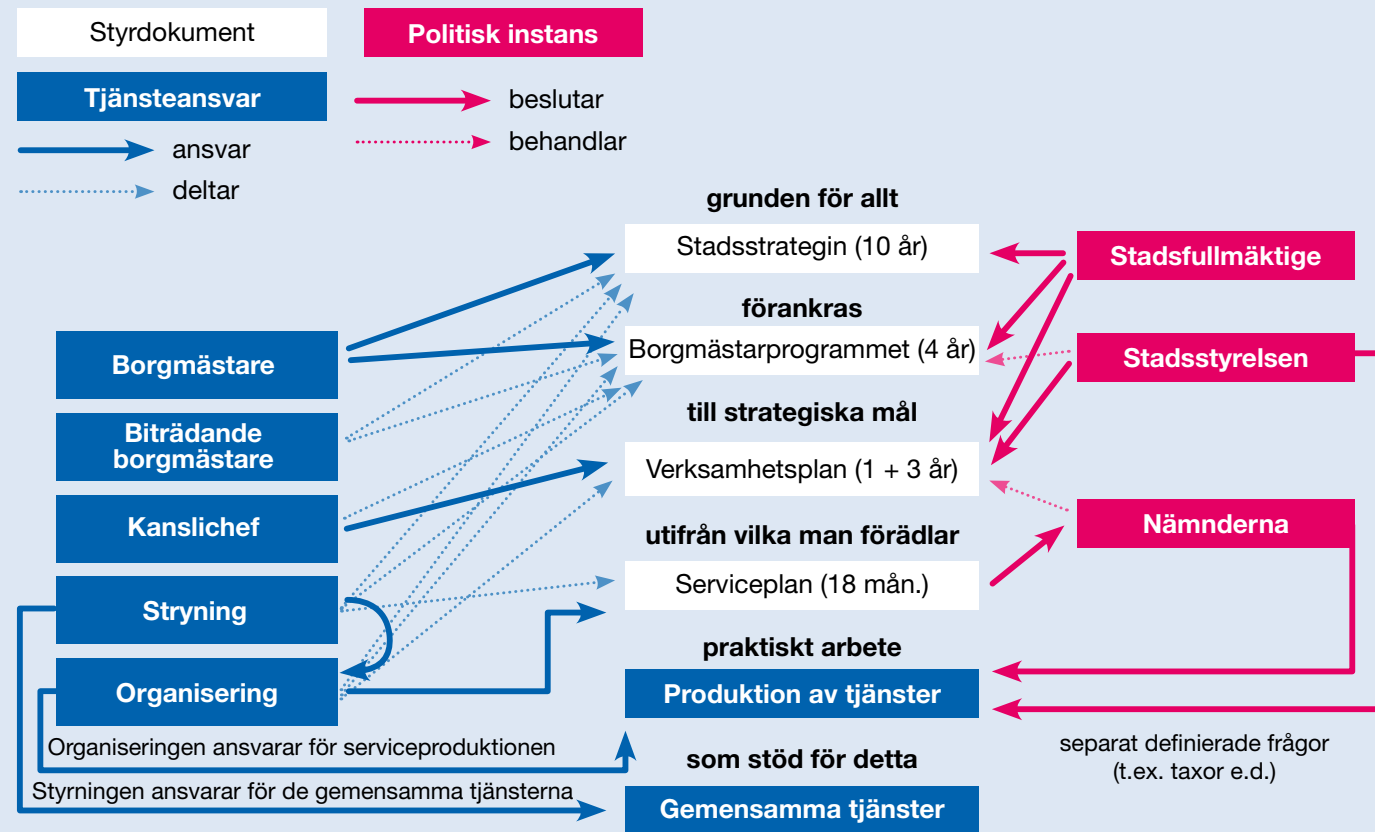 Styrdokument
Politisk instans
Tjänsteansvar
beslutar
ansvar
behandlar
deltar
grunden för allt
Stadsstrategin (10 år)
Stadsfullmäktige
förankras
Borgmästare
Borgmästarprogrammet (4 år)
Stadsstyrelsen
till strategiska mål
Biträdande
borgmästare
Verksamhetsplan (1 + 3 år)
Kanslichef
Nämnderna
utifrån vilka man förädlar
Serviceplan (18 mån.)
Stryning
praktiskt arbete
Organisering
Produktion av tjänster
Organiseringen ansvarar för serviceproduktionen
separat definierade frågor
(t.ex. taxor e.d.)
som stöd för detta
Styrningen ansvarar för de gemensamma tjänsterna
Gemensamma tjänster